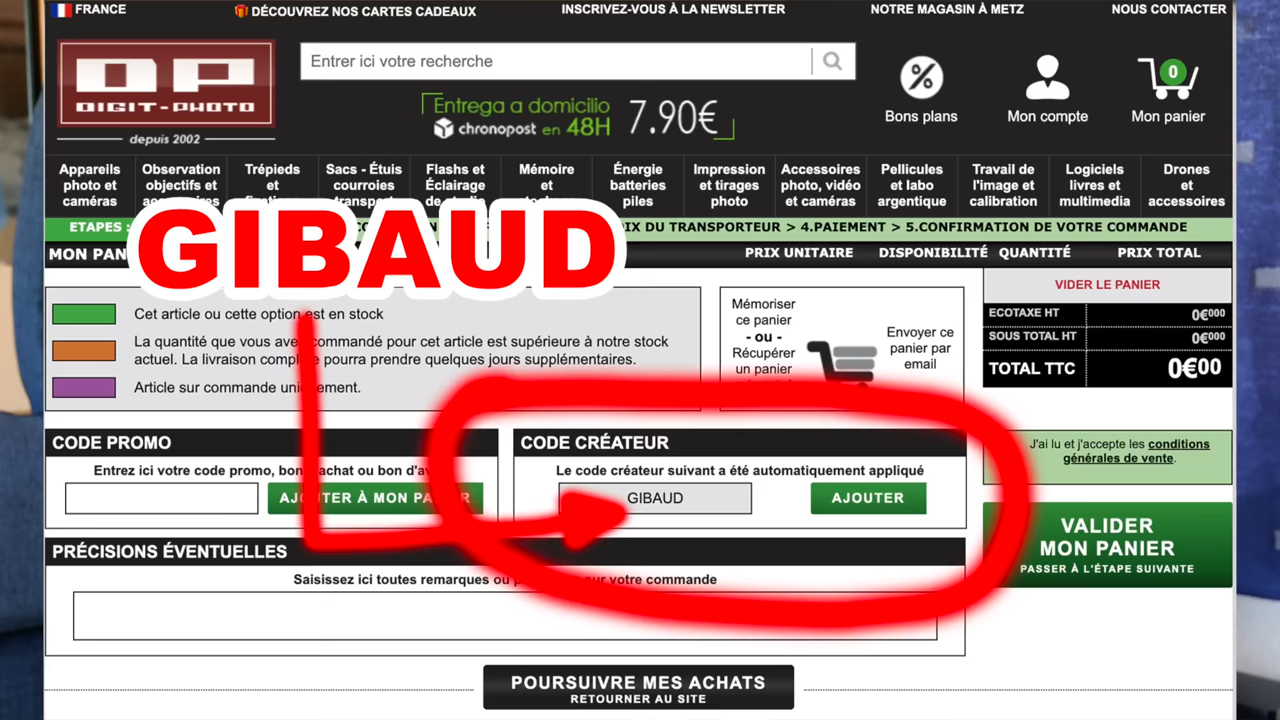 FRANCE
DÉCOUVREZ NOS CARTES CADEAUX
INSCRIVEZ-VOUS À LA NEWSLETTER
NOTRE MAGASIN À METZ
NOUS CONTACTER
DP
DIGIT-PHOTO
depuis 2002
Entrer ici votre recherche
Entrega a domicilio
chronopost en 48H
7.90€
Bons plans
Mon compte
0
Mon panier
Appareils
photo et
caméras
Observation
objectifs et
Trépieds
et
Sacs - Étuis
courroies
Flashs et
Éclairage
Mémoire
et
Énergie
batteries
piles
Impression
et tirages
photo
Accessoires
photo, vidéo
et caméras
Pellicules
et labo
argentique
Travail de
l'image et
calibration
Logiciels
livres et
multimedia
Drones
et
accessoires
ETAPES :
DU TRANSPORTEUR > 4.PAIEMENT > 5.CONFIRMATION DE VOTRE COMMANDE
GIBAUD
MON
PRIX UNITAIRE
DISPONIBILITÉ
QUANTITÉ
PRIX TOTAL
Cet article ou cette option est en stock
La quantité que vous commandé pour cet article est supérieure à notre stock
actuel. La livraison pourra prendre quelques jours supplémentaires.
Article sur commande
Mémoriser
ce panier
- ou -
Récupérer
un panier
Envoyer ce
panier par
email
VIDER LE PANIER
ECOTAXE HT 0€000
SOUS TOTAL HT 0€000
TOTAL TTC 0€00
CODE PROMO
Entrez ici votre code promo, bon achat ou bon
AJOUTER À MON PANIER
CODE CRÉATEUR
Le code créateur suivant a été automatiquement appliqué
GIBAUD
AJOUTER
J'ai lu et j'accepte les conditions
générales de vente.
VALIDER
MON PANIER
PASSER À L'ÉTAPE SUIVANTE
PRÉCISIONS ÉVENTUELLES
Saisissez ici toutes remarques ou sur votre commande
POURSUIVRE MES ACHATS
RETOURNER AU SITE